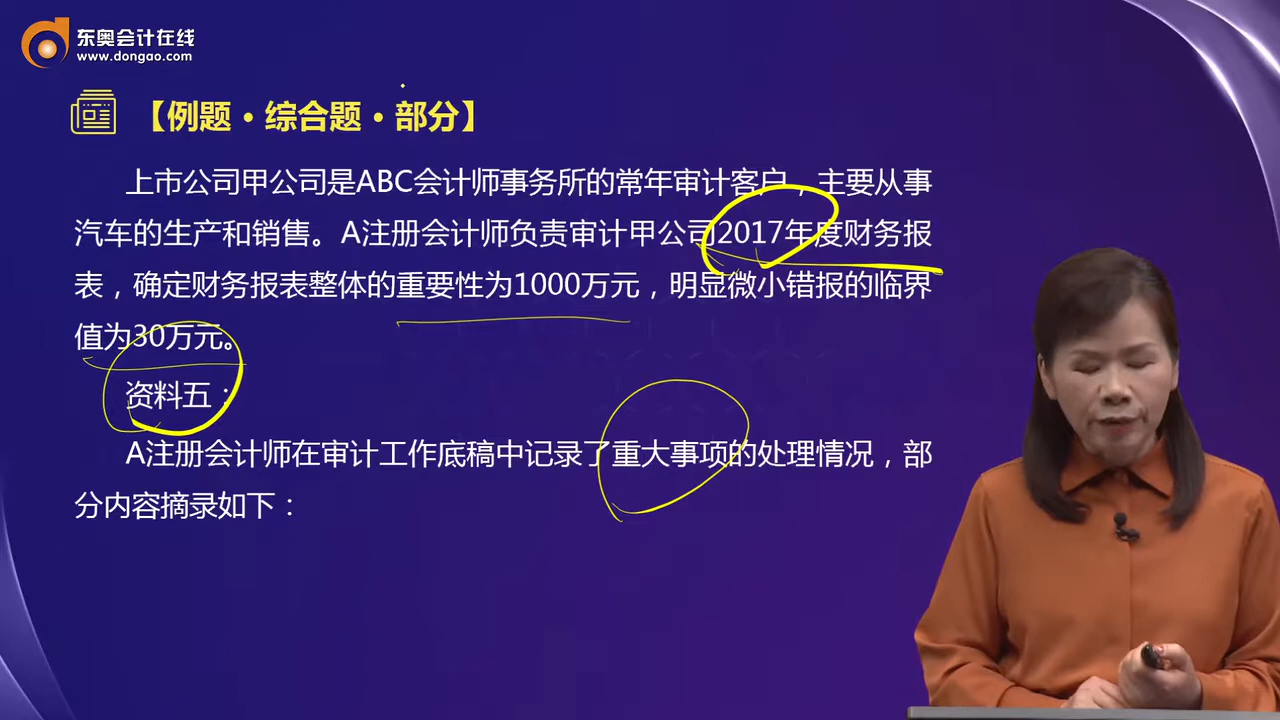 东奥会计在线
www.dongao.com
【例题·综合题·部分】
上市公司甲公司是ABC会计师事务所的常年审计客户，主要从事
汽车的生产和销售。A注册会计师负责审计甲公司2017年度财务报
表，确定财务报表整体的重要性为1000万元，明显微小错报的临界
值为30万元。
资料五：
A注册会计师在审计工作底稿中记录了重大事项的处理情况，部
分内容摘录如下：